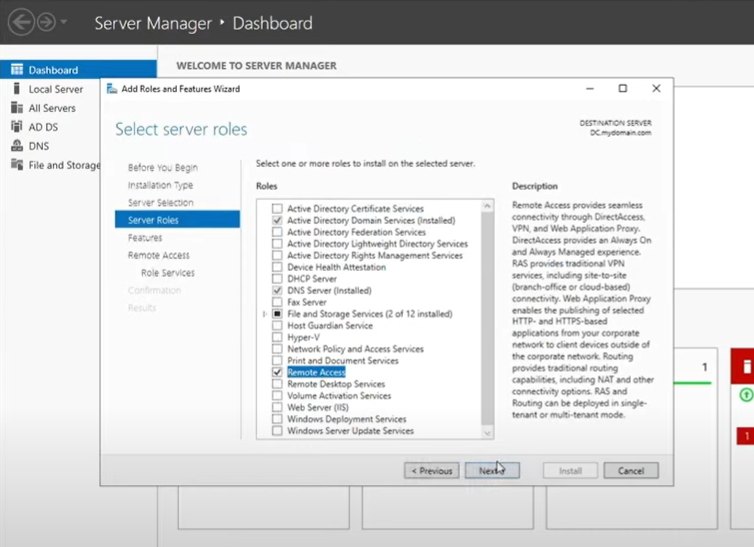 Server Manager ‣ Dashboard
Dashboard
Local Server
All Servers
AD DS
DNS
File and Storage
WELCOME TO SERVER MANAGER
Add Roles and Features Wizard
Select server roles
DESTINATION SERVER
DC.mydomain.com
Before You Begin
Installation Type
Server Selection
Server Roles
Features
Remote Access
Role Services
Confirmation
Results
Select one or more roles to install on the selected server.
Roles
Active Directory Certificate Services
Active Directory Domain Services (Installed)
Active Directory Federation Services
Active Directory Lightweight Directory Services
Active Directory Rights Management Services
Device Health Attestation
DHCP Server
DNS Server (Installed)
Fax Server
File and Storage Services (2 of 12 installed)
Host Guardian Service
Hyper-V
Network Policy and Access Services
Print and Document Services
Remote Access
Remote Desktop Services
Volume Activation Services
Web Server (IIS)
Windows Deployment Services
Windows Server Update Services
Description
Remote Access provides seamless
connectivity through DirectAccess,
VPN, and Web Application Proxy.
DirectAccess provides an Always On
and Always Managed experience.
RAS provides traditional VPN
services, including site-to-site
(branch-office or cloud-based)
connectivity. Web Application Proxy
enables the publishing of selected
HTTP- and HTTPS-based
applications from your corporate
network to client devices outside of
the corporate network. Routing
provides traditional routing
capabilities, including NAT and other
connectivity options. RAS and
Routing can be deployed in single-
tenant or multi-tenant mode.
1
1
< Previous
Next >
Install
Cancel